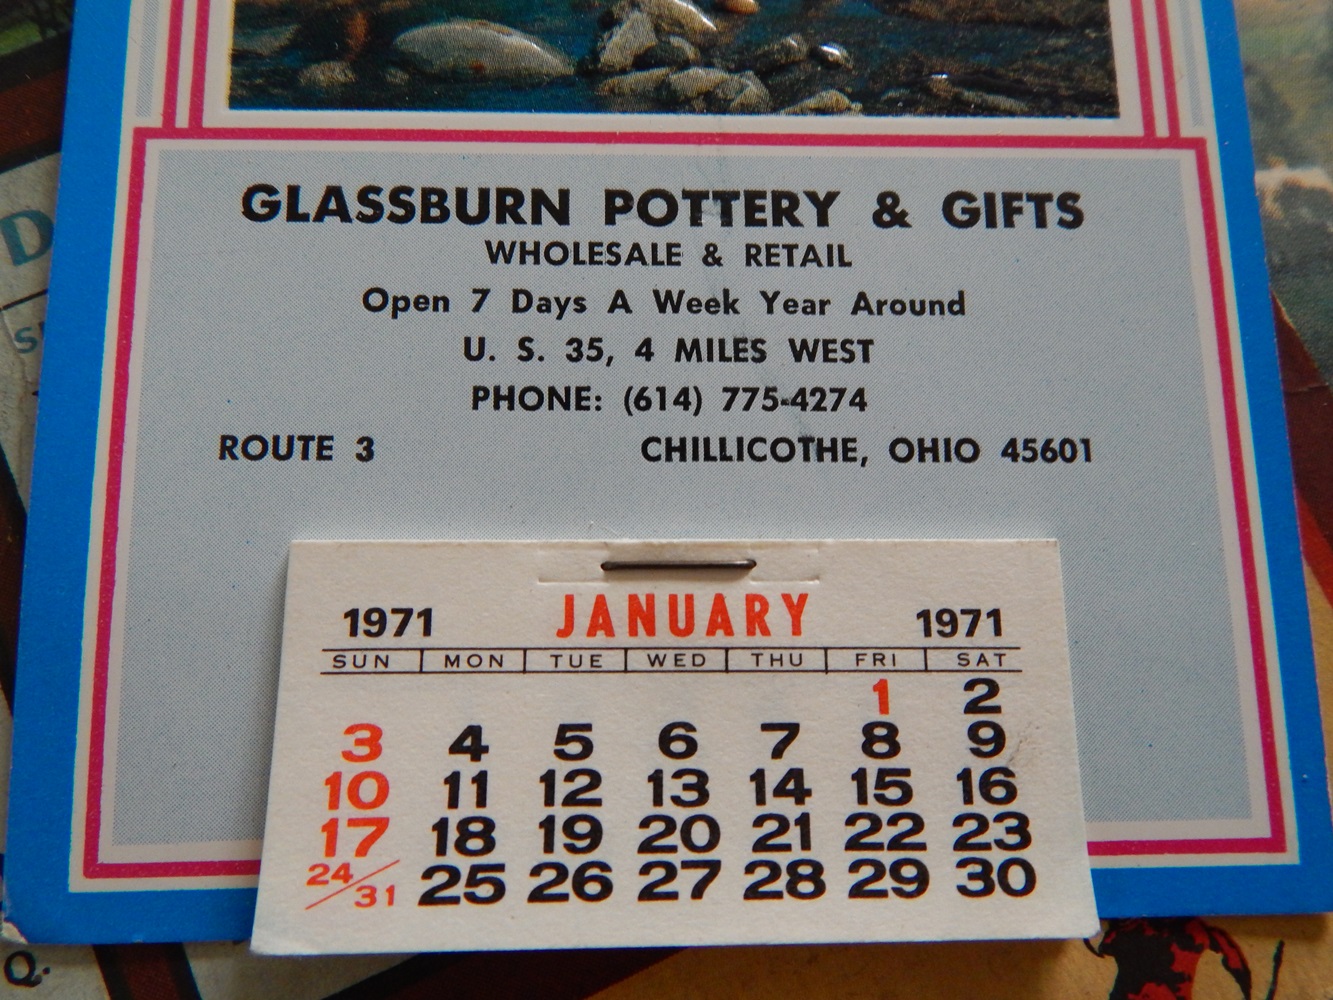 GLASSBURN POTTERY & GIFTS
WHOLESALE & RETAIL
Open 7 Days A Week Year Around
U. S. 35, 4 MILES WEST
PHONE: (614) 775-4274
ROUTE 3 CHILLICOTHE, OHIO 45601
1971 JANUARY 1971
SUN MON TUE WED THU FRI SAT
1 2
3 4 5 6 7 8 9
10 11 12 13 14 15 16
17 18 19 20 21 22 23
24/31 25 26 27 28 29 30
D
Q.